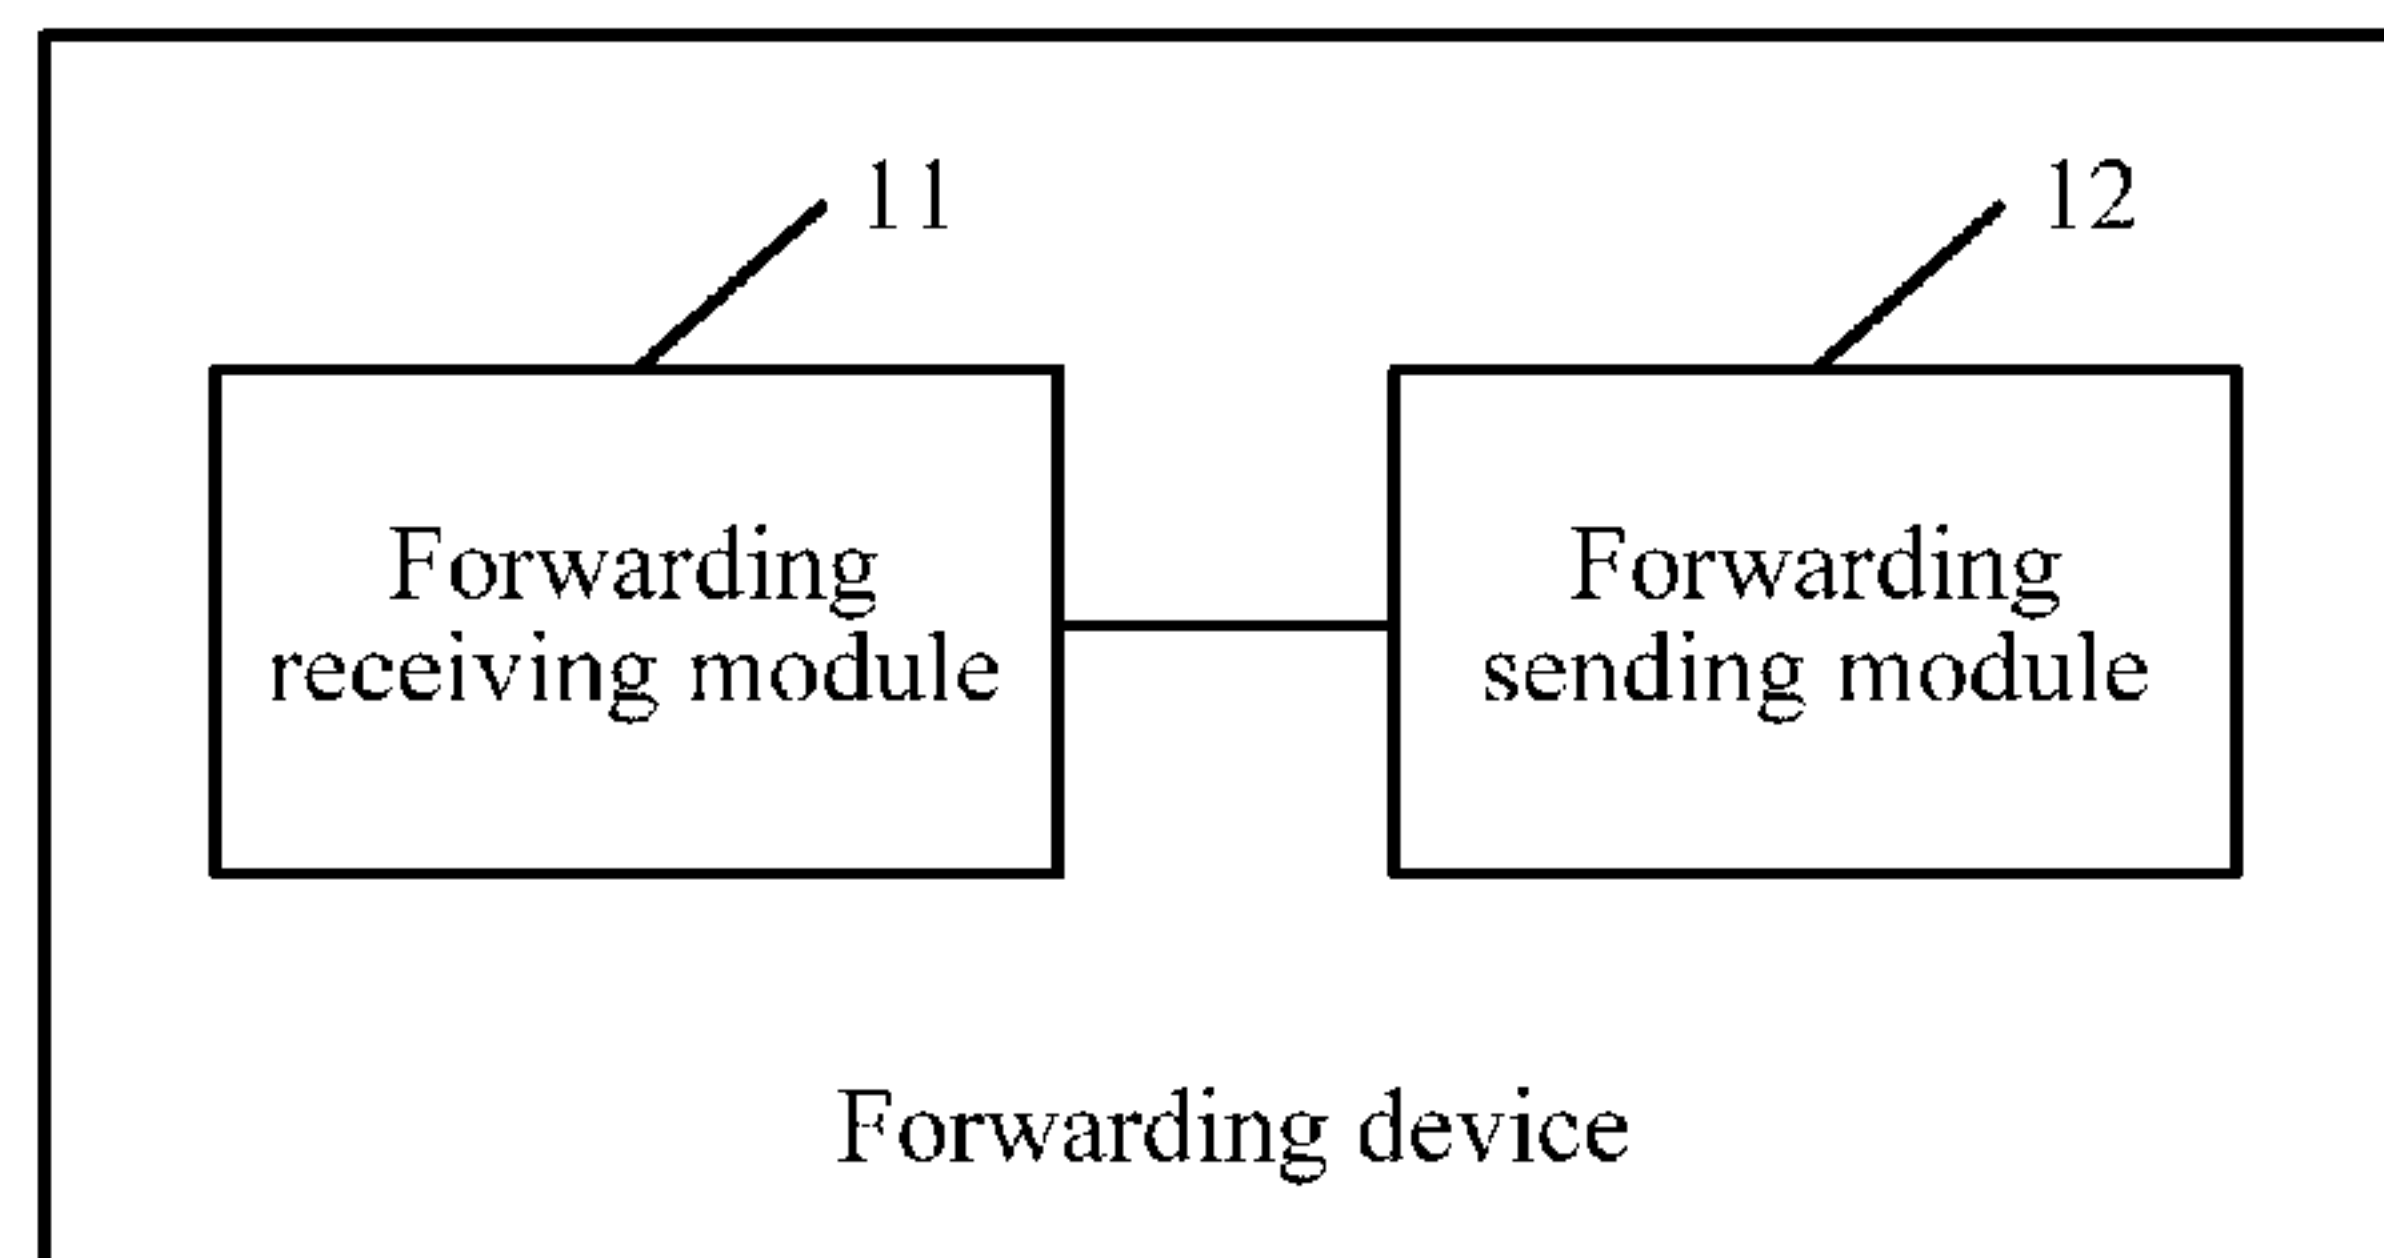 11
12
Forwarding
receiving module
Forwarding
sending module
Forwarding device